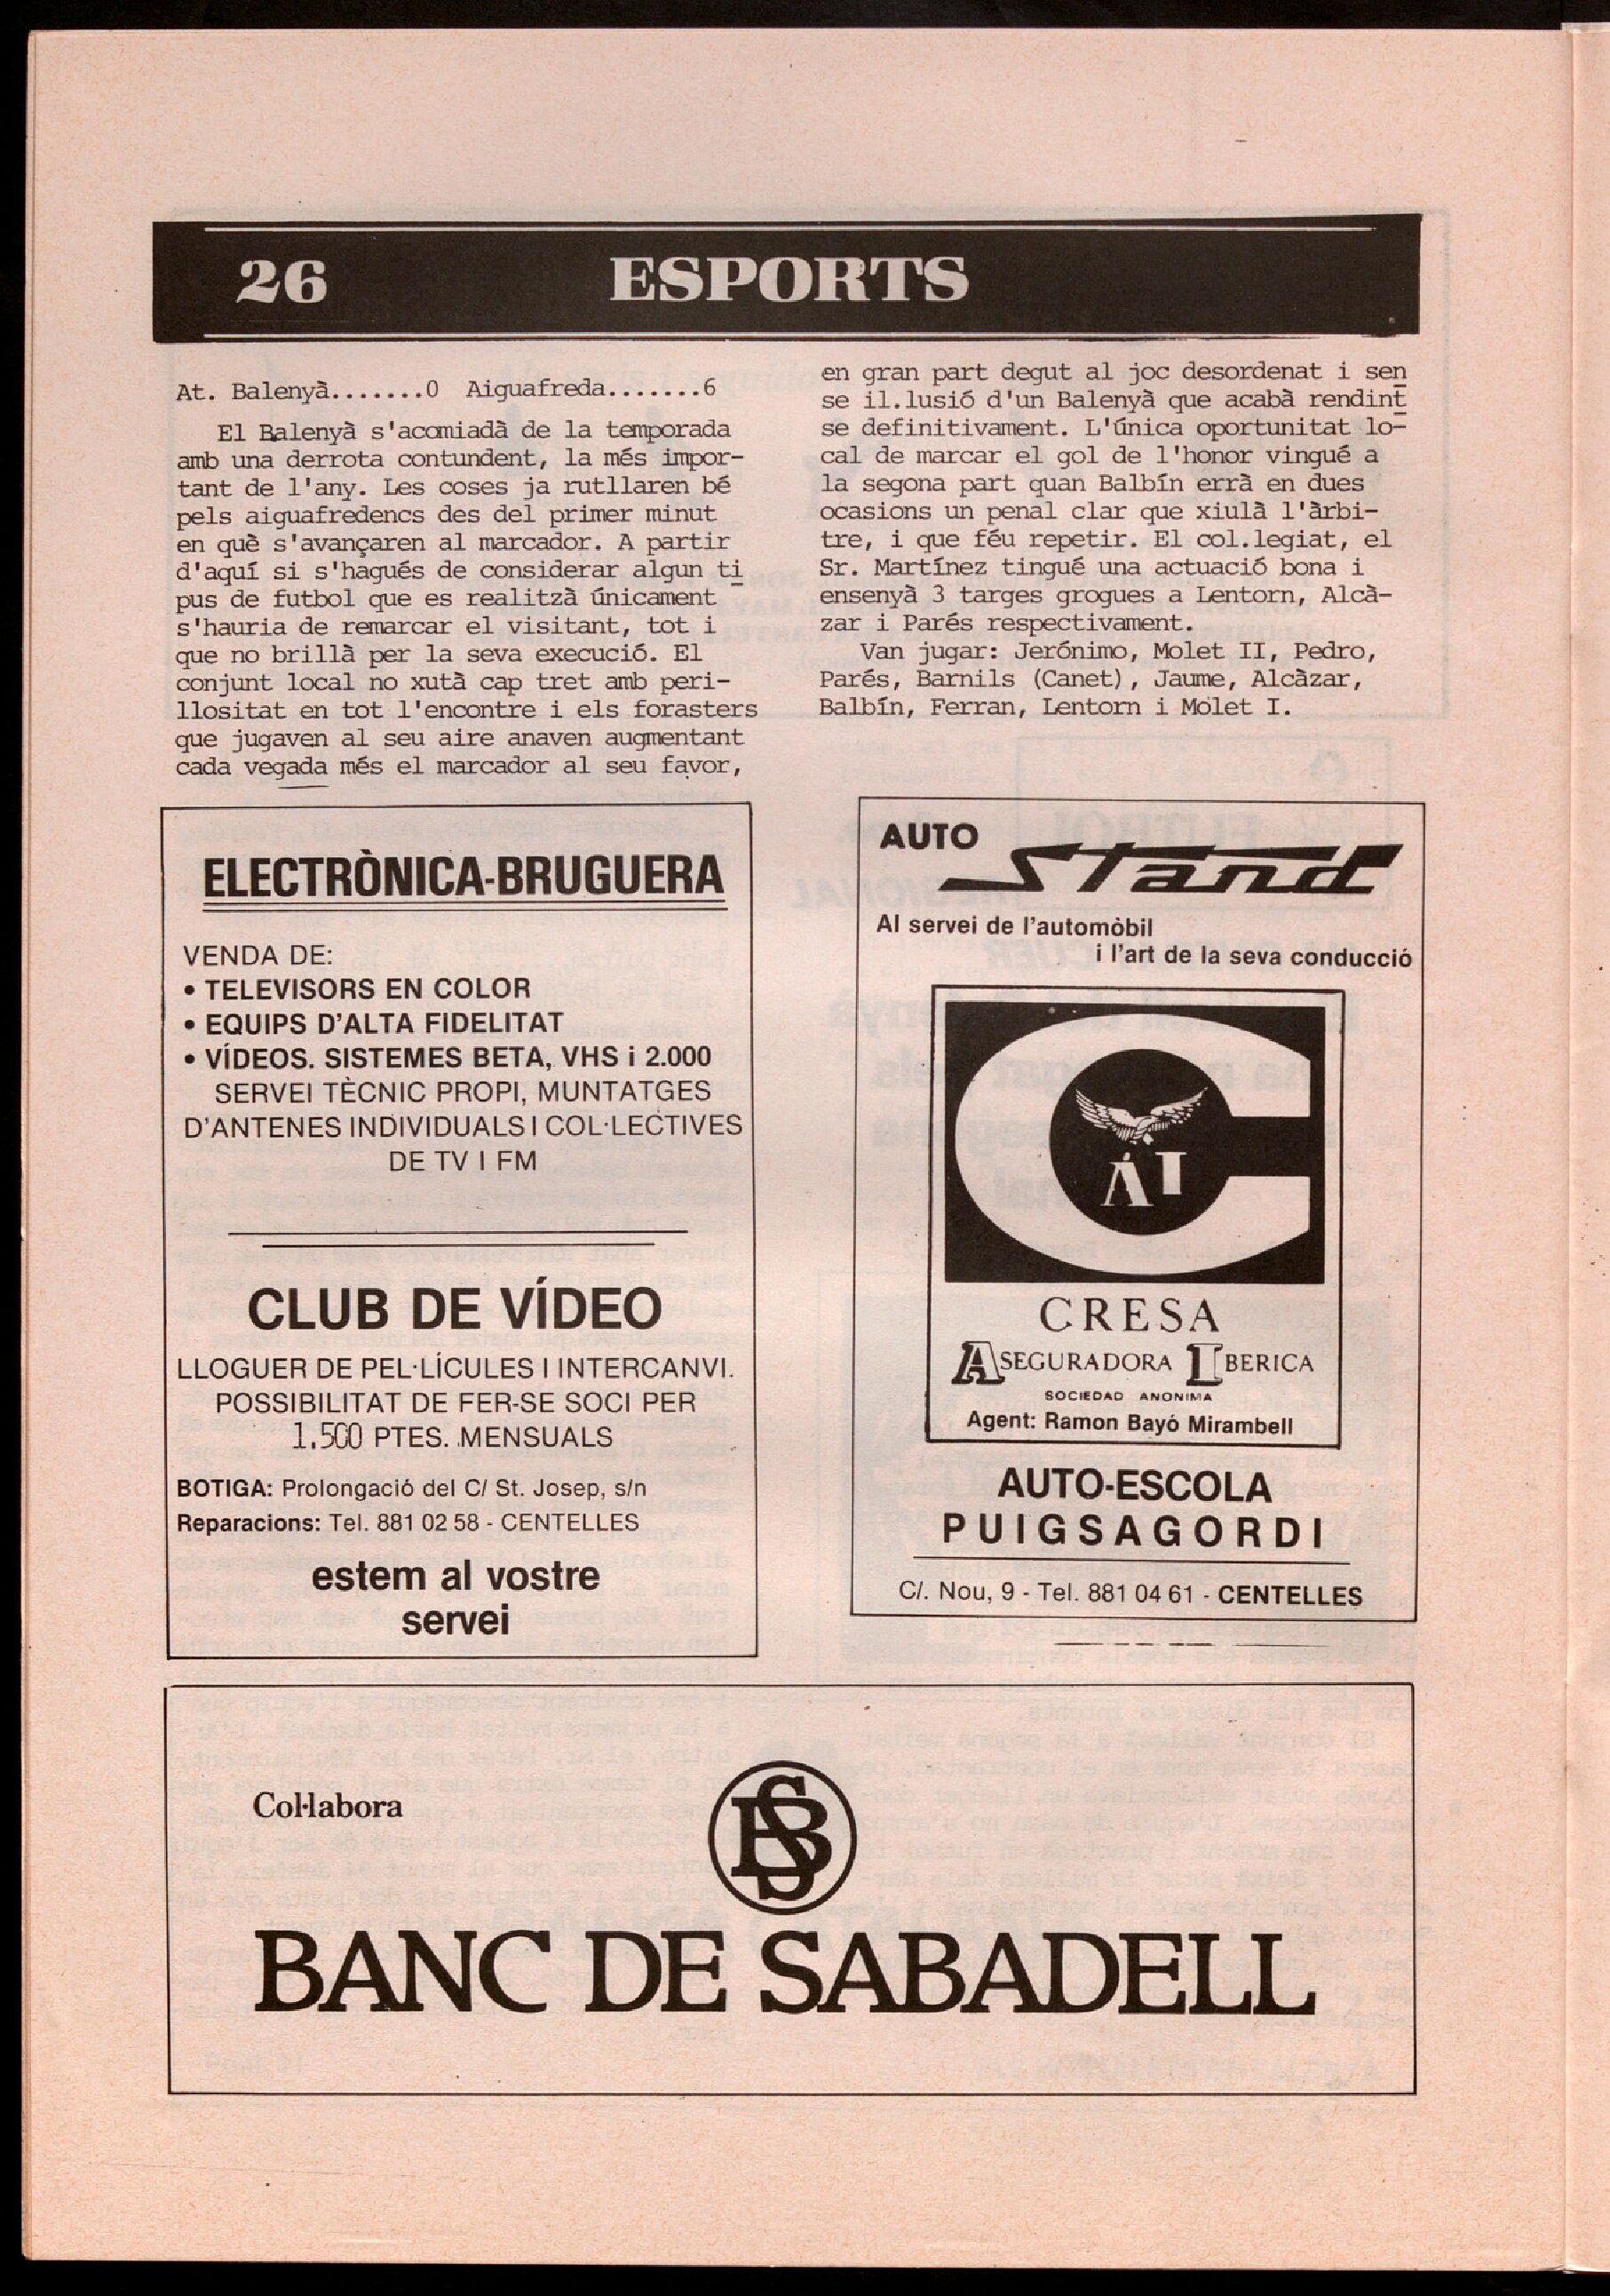 26 ESPORTS
At. Balenyà.......0 Aiguafreda.......6
El Balenyà s'acomiadà de la temporada
amb una derrota contundent, la més impor-
tant de l'any. Les coses ja rutllaren bé
pels aiguafredencs des del primer minut
en què s'avançaren al marcador. A partir
d'aquí si s'hagués de considerar algun ti
pus de futbol que es realitzà únicament
s'hauria de remarcar el visitant, tot i
que no brillà per la seva execució. El
conjunt local no xutà cap tret amb peri-
llositat en tot l'encontre i els forasters
que jugaven al seu aire anaven augmentant
cada vegada més el marcador al seu favor,
en gran part degut al joc desordenat i sen
se il.lusió d'un Balenyà que acabà rendint
se definitivament. L'única oportunitat lo-
cal de marcar el gol de l'honor vingué a
la segona part quan Balbín errà en dues
ocasions un penal clar que xiulà l'àrbi-
tre, i que féu repetir. El col.legiat, el
Sr. Martínez tingué una actuació bona i
ensenyà 3 targes grogues a Lentorn, Alcà-
zar i Parés respectivament.
Van jugar: Jerónimo, Molet II, Pedro,
Parés, Barnils (Canet), Jaume, Alcàzar,
Balbín, Ferran, Lentorn i Molet I.
ELECTRÒNICA-BRUGUERA
VENDA DE:
• TELEVISORS EN COLOR
• EQUIPS D'ALTA FIDELITAT
• VÍDEOS. SISTEMES BETA, VHS i 2.000
SERVEI TÈCNIC PROPI, MUNTATGES
D'ANTENES INDIVIDUALS I COL·LECTIVES
DE TV I FM
CLUB DE VÍDEO
LLOGUER DE PEL·LÍCULES I INTERCANVI.
POSSIBILITAT DE FER-SE SOCI PER
1.500 PTES. MENSUALS
BOTIGA: Prolongació del C/ St. Josep, s/n
Reparacions: Tel. 881 02 58 - CENTELLES
estem al vostre
servei
AUTO
Stand
Al servei de l'automòbil
i l'art de la seva conducció
C
ÁI
CRESA
ASEGURADORA IBERICA
SOCIEDAD ANONIMA
Agent: Ramon Bayó Mirambell
AUTO-ESCOLA
PUIGSAGORDI
C/. Nou, 9 - Tel. 881 04 61 - CENTELLES
Col·labora
BS
BANC DE SABADELL